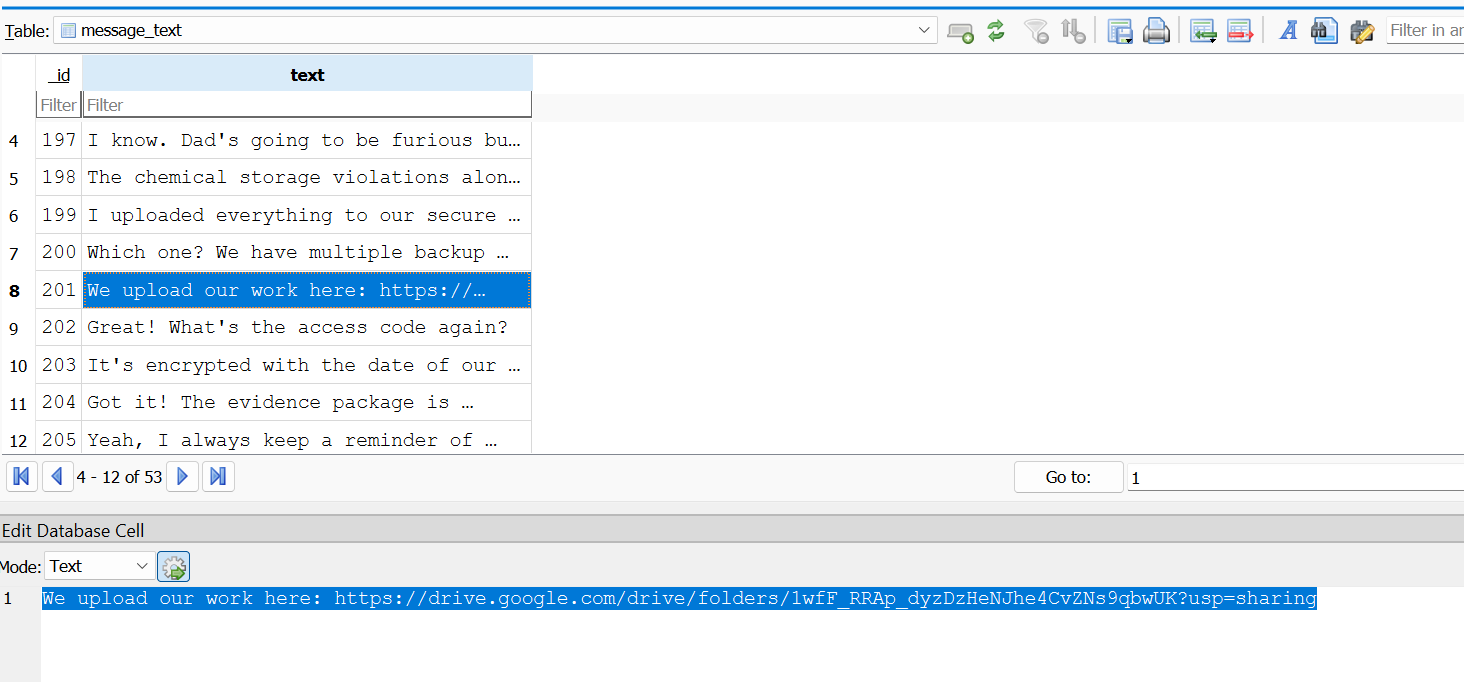 Table: message_text Filter in ar
_id text
Filter Filter
4 197 I know. Dad's going to be furious bu…
5 198 The chemical storage violations alon…
6 199 I uploaded everything to our secure …
7 200 Which one? We have multiple backup …
8 201 We upload our work here: https://…
9 202 Great! What's the access code again?
10 203 It's encrypted with the date of our …
11 204 Got it! The evidence package is …
12 205 Yeah, I always keep a reminder of …
4 - 12 of 53 Go to: 1
Edit Database Cell
Mode: Text
1 We upload our work here: https://drive.google.com/drive/folders/1wfF_RRAp_dyzDzHeNJhe4CvZNs9qbwUK?usp=sharing